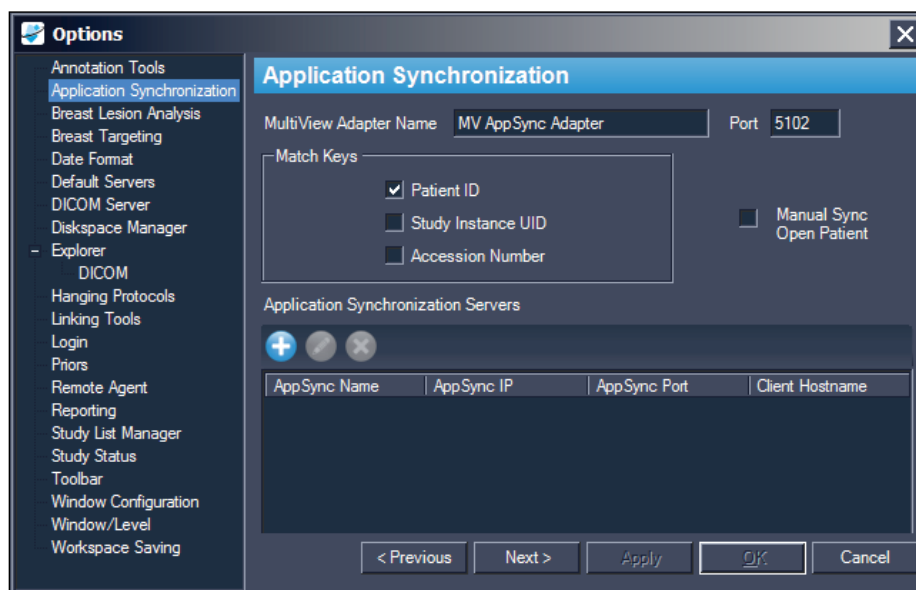 Options
Annotation Tools
Application Synchronization
Breast Lesion Analysis
Breast Targeting
Date Format
Default Servers
DICOM Server
Diskspace Manager
Explorer
DICOM
Hanging Protocols
Linking Tools
Login
Priors
Remote Agent
Reporting
Study List Manager
Study Status
Toolbar
Window Configuration
Window/Level
Workspace Saving
Application Synchronization
MultiView Adapter Name MV AppSync Adapter Port 5102
Match Keys
Patient ID
Study Instance UID
Accession Number
Manual Sync
Open Patient
Application Synchronization Servers
AppSync Name AppSync IP AppSync Port Client Hostname
< Previous Next > Apply OK Cancel